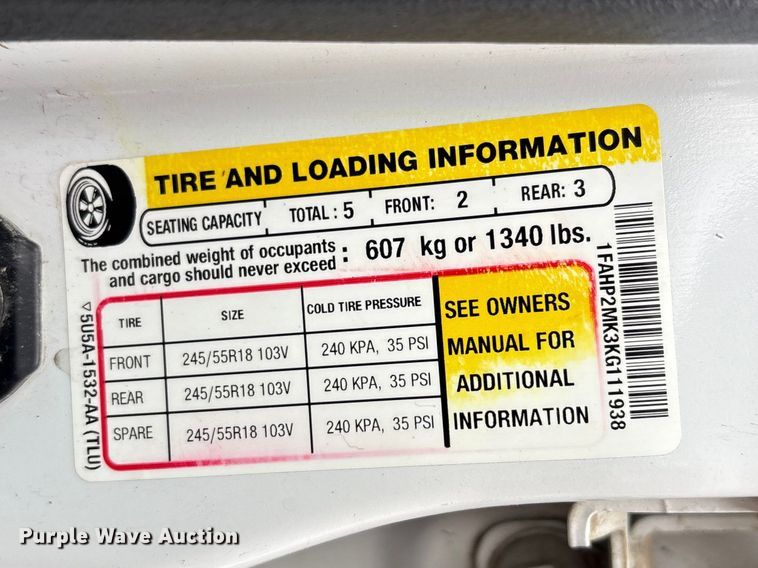 TIRE AND LOADING INFORMATION
SEATING CAPACITY TOTAL : 5 FRONT: 2 REAR: 3
The combined weight of occupants
and cargo should never exceed : 607 kg or 1340 lbs.
TIRE SIZE COLD TIRE PRESSURE
FRONT 245/55R18 103V 240 KPA, 35 PSI
REAR 245/55R18 103V 240 KPA, 35 PSI
SPARE 245/55R18 103V 240 KPA, 35 PSI
SEE OWNERS
MANUAL FOR
ADDITIONAL
INFORMATION
1FAHP2MK3KG111938
5U5A-1532-AA (TLU)
Purple Wave Auction